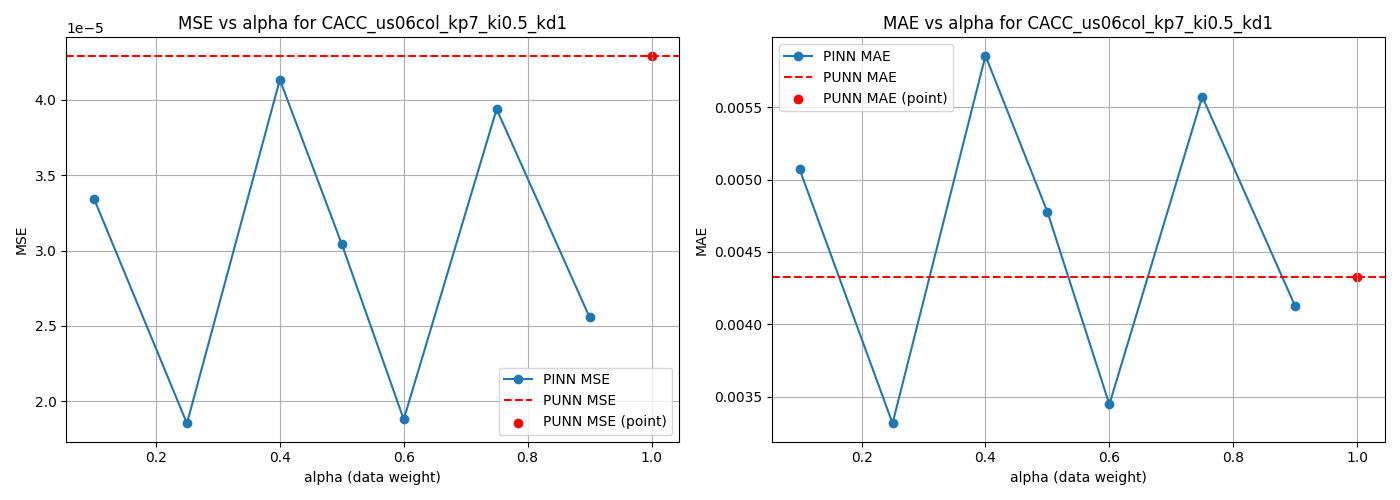 MSE vs alpha for CACC_us06col_kp7_ki0.5_kd1
1e−5
4.0
3.5
3.0
2.5
2.0
MSE
0.2
0.4
0.6
0.8
1.0
alpha (data weight)
PINN MSE
PUNN MSE
PUNN MSE (point)
MAE vs alpha for CACC_us06col_kp7_ki0.5_kd1
PINN MAE
PUNN MAE
PUNN MAE (point)
0.0055
0.0050
0.0045
0.0040
0.0035
MAE
0.2
0.4
0.6
0.8
1.0
alpha (data weight)